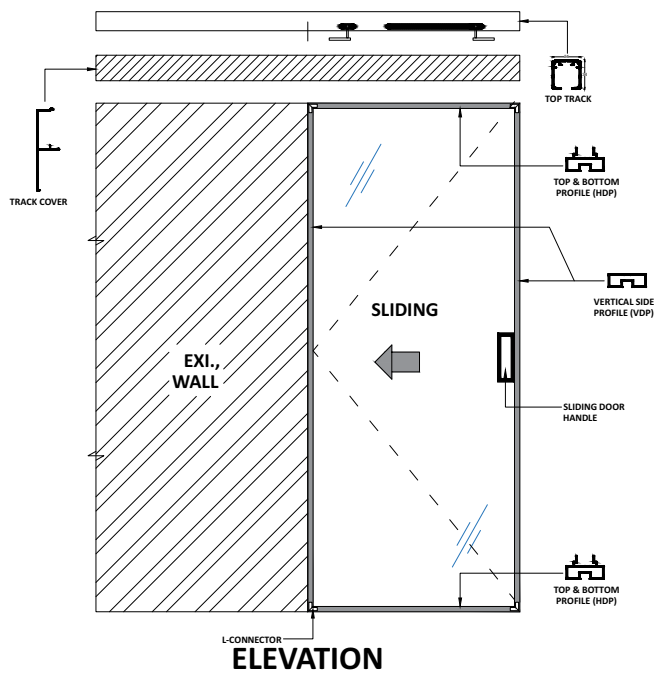 TOP TRACK
TRACK COVER
TOP & BOTTOM
PROFILE (HDP)
VERTICAL SIDE
PROFILE (VDP)
SLIDING
EXI.,
WALL
SLIDING DOOR
HANDLE
TOP & BOTTOM
PROFILE (HDP)
L-CONNECTOR
ELEVATION